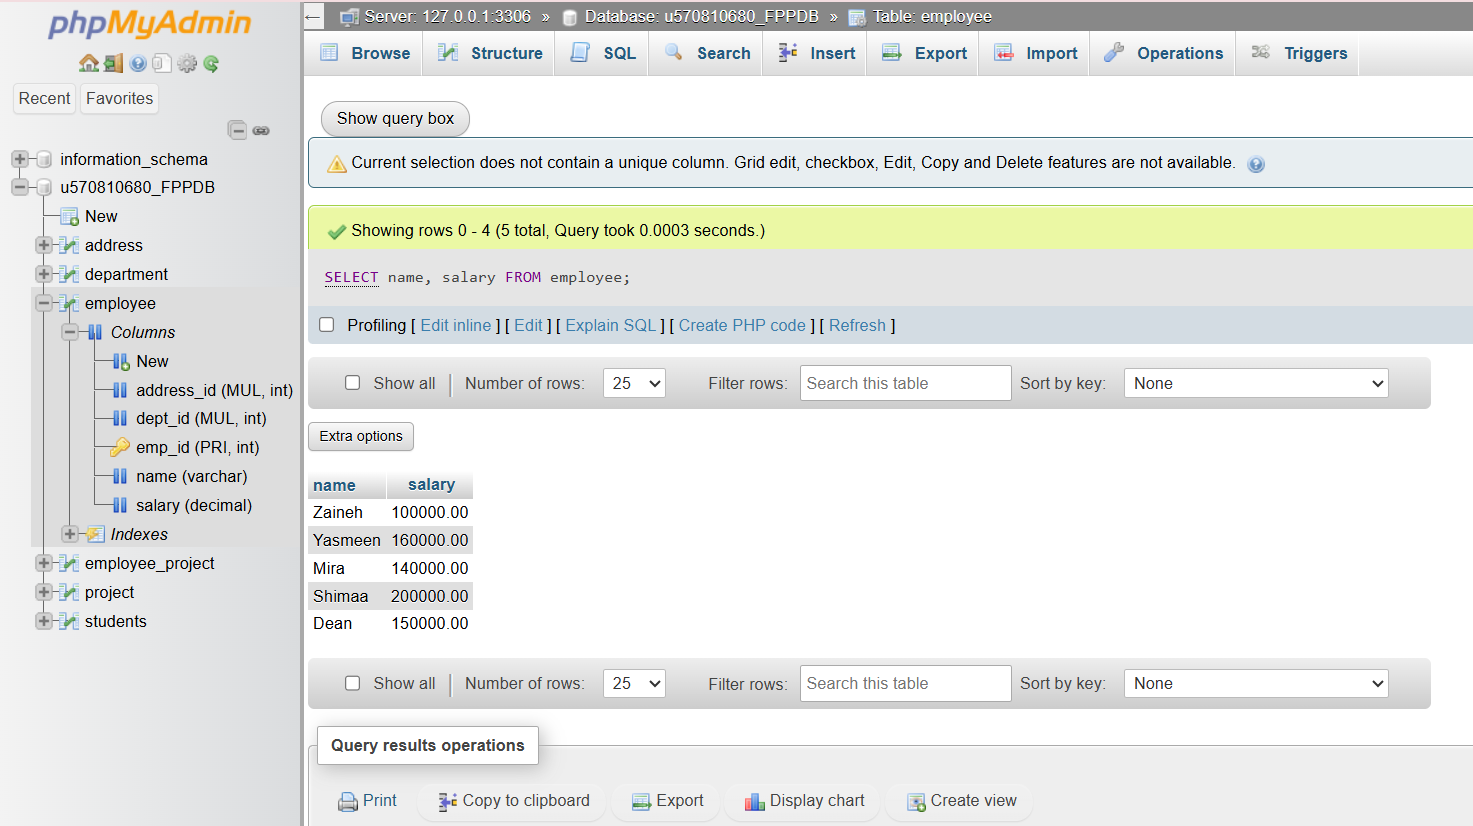 phpMyAdmin
Recent Favorites
information_schema
u570810680_FPPDB
New
address
department
employee
Columns
New
address_id (MUL, int)
dept_id (MUL, int)
emp_id (PRI, int)
name (varchar)
salary (decimal)
Indexes
employee_project
project
students
Server: 127.0.0.1:3306 » Database: u570810680_FPPDB » Table: employee
Browse Structure SQL Search Insert Export Import Operations Triggers
Show query box
Current selection does not contain a unique column. Grid edit, checkbox, Edit, Copy and Delete features are not available.
Showing rows 0 - 4 (5 total, Query took 0.0003 seconds.)
SELECT name, salary FROM employee;
Profiling [ Edit inline ] [ Edit ] [ Explain SQL ] [ Create PHP code ] [ Refresh ]
Show all | Number of rows: 25 Filter rows: Search this table Sort by key: None
Extra options
name salary
Zaineh 100000.00
Yasmeen 160000.00
Mira 140000.00
Shimaa 200000.00
Dean 150000.00
Show all | Number of rows: 25 Filter rows: Search this table Sort by key: None
Query results operations
Print Copy to clipboard Export Display chart Create view